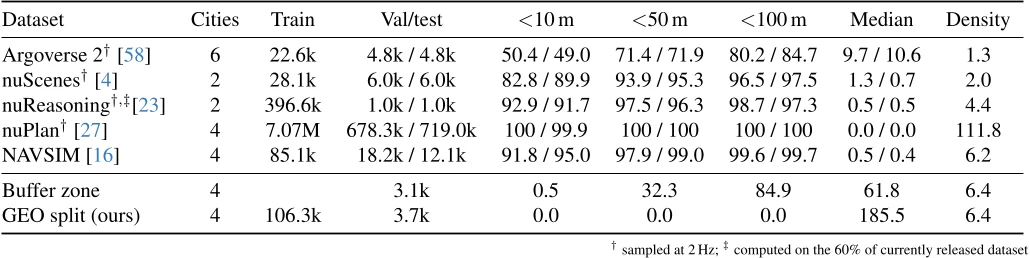 Dataset Cities Train Val/test <10 m <50 m <100 m Median Density
Argoverse 2† [58] 6 22.6k 4.8k / 4.8k 50.4 / 49.0 71.4 / 71.9 80.2 / 84.7 9.7 / 10.6 1.3
nuScenes† [4] 2 28.1k 6.0k / 6.0k 82.8 / 89.9 93.9 / 95.3 96.5 / 97.5 1.3 / 0.7 2.0
nuReasoning†,‡[23] 2 396.6k 1.0k / 1.0k 92.9 / 91.7 97.5 / 96.3 98.7 / 97.3 0.5 / 0.5 4.4
nuPlan† [27] 4 7.07M 678.3k / 719.0k 100 / 99.9 100 / 100 100 / 100 0.0 / 0.0 111.8
NAVSIM [16] 4 85.1k 18.2k / 12.1k 91.8 / 95.0 97.9 / 99.0 99.6 / 99.7 0.5 / 0.4 6.2
Buffer zone 4 3.1k 0.5 32.3 84.9 61.8 6.4
GEO split (ours) 4 106.3k 3.7k 0.0 0.0 0.0 185.5 6.4
† sampled at 2 Hz; ‡ computed on the 60% of currently released dataset